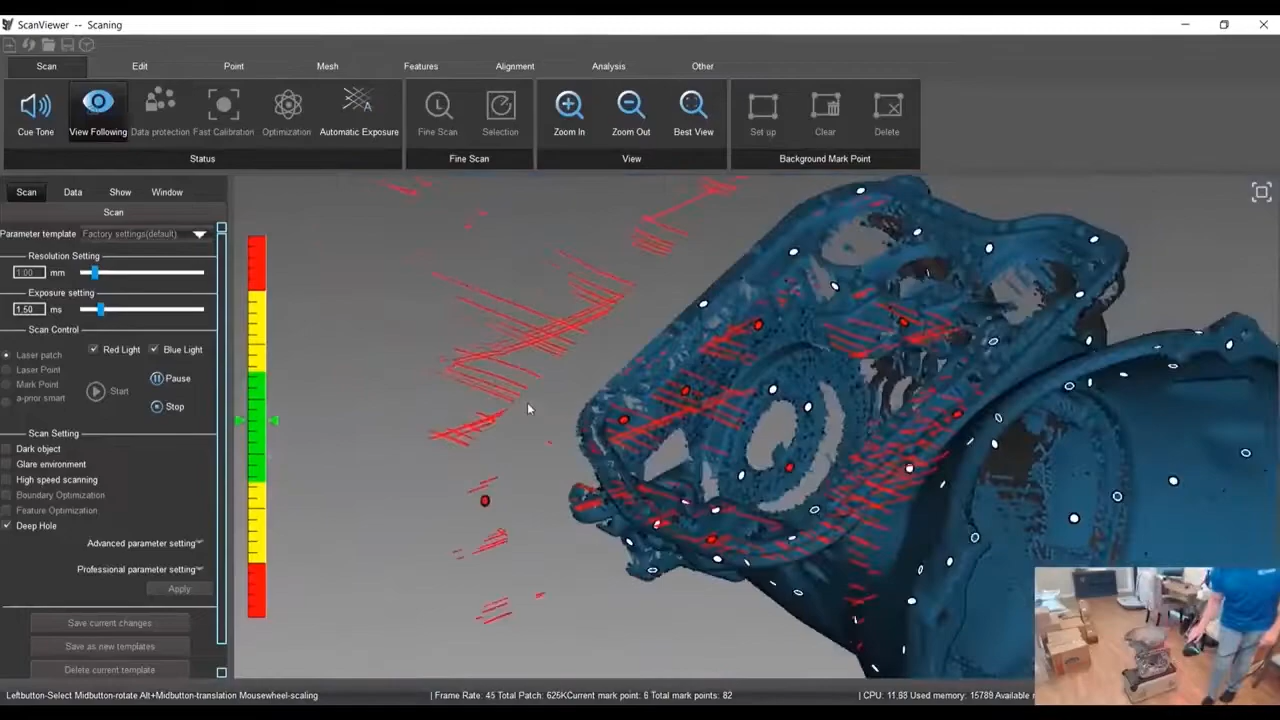 ScanViewer -- Scaning
Scan Edit Point Mesh Features Alignment Analysis Other
Cue Tone View Following Data protection Fast Calibration Optimization Automatic Exposure Fine Scan Selection Zoom In Zoom Out Best View Set up Clear Delete
Status Fine Scan View Background Mark Point
Scan Data Show Window
Scan
Parameter template Factory settings(default)
Resolution Setting
1.00 mm
Exposure setting
1.50 ms
Scan Control
Laser patch Red Light Blue Light
Laser Point
Mark Point
a-prior smart
Start Pause
Stop
Scan Setting
Dark object
Glare environment
High speed scanning
Boundary Optimization
Feature Optimization
Deep Hole
Advanced parameter setting
Professional parameter setting
Apply
Save current changes
Save as new templates
Delete current template
Leftbutton-Select Midbutton-rotate Alt+Midbutton-translation Mousewheel-scaling | Frame Rate: 45 Total Patch: 625KCurrent mark point: 6 Total mark points: 82 | CPU: 11.93 Used memory: 15789 Available